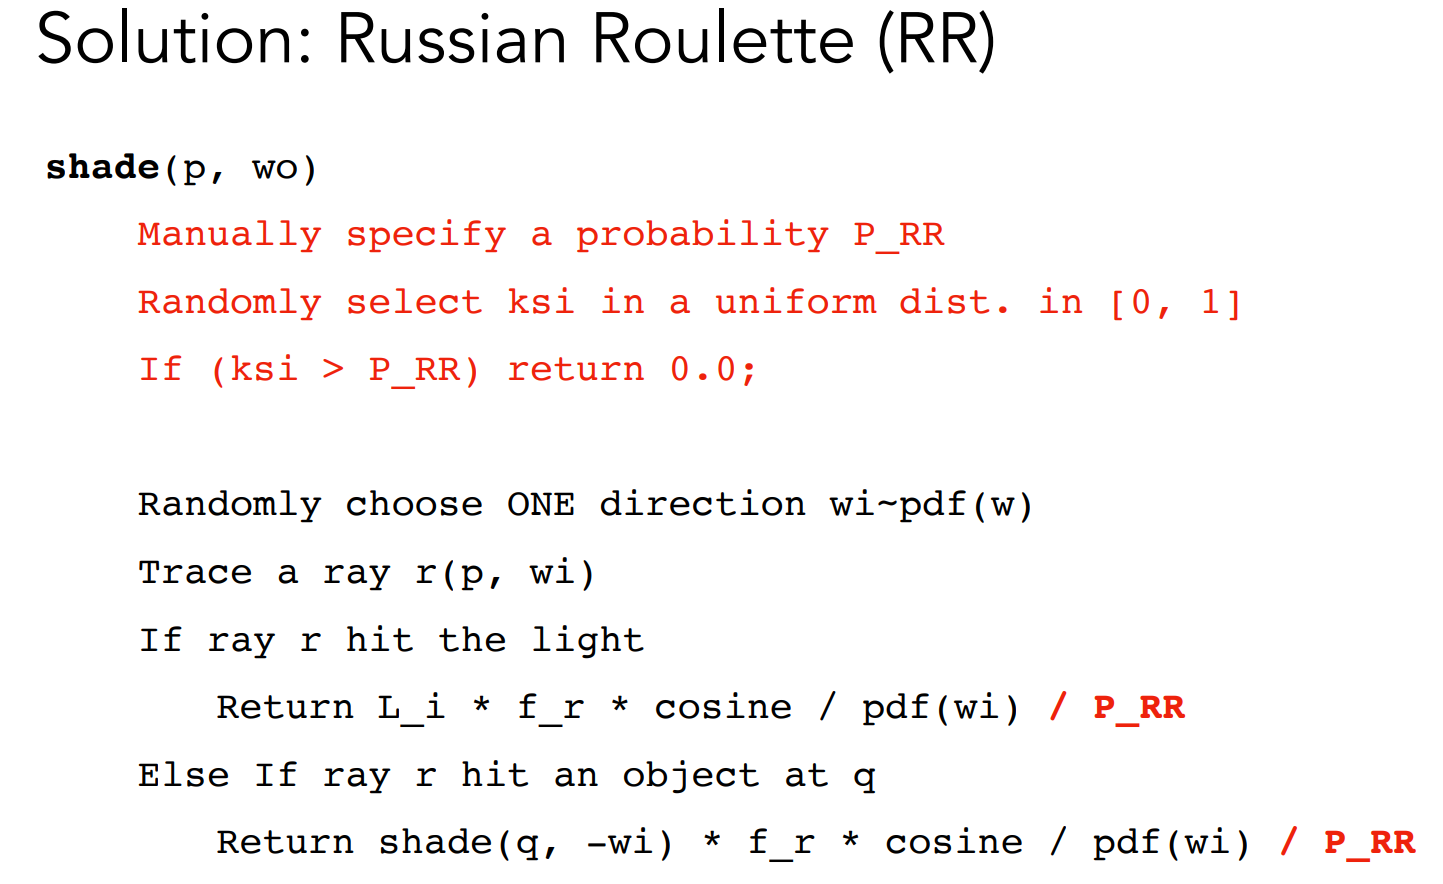 Solution: Russian Roulette (RR)
shade(p, wo)
Manually specify a probability P_RR
Randomly select ksi in a uniform dist. in [0, 1]
If (ksi > P_RR) return 0.0;
Randomly choose ONE direction wi~pdf(w)
Trace a ray r(p, wi)
If ray r hit the light
Return L_i * f_r * cosine / pdf(wi) / P_RR
Else If ray r hit an object at q
Return shade(q, -wi) * f_r * cosine / pdf(wi) / P_RR